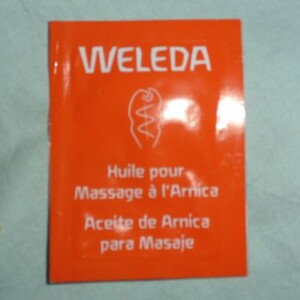 WELEDA
Huile pour
Massage à l'Arnica
Aceite de Arnica
para Masaje